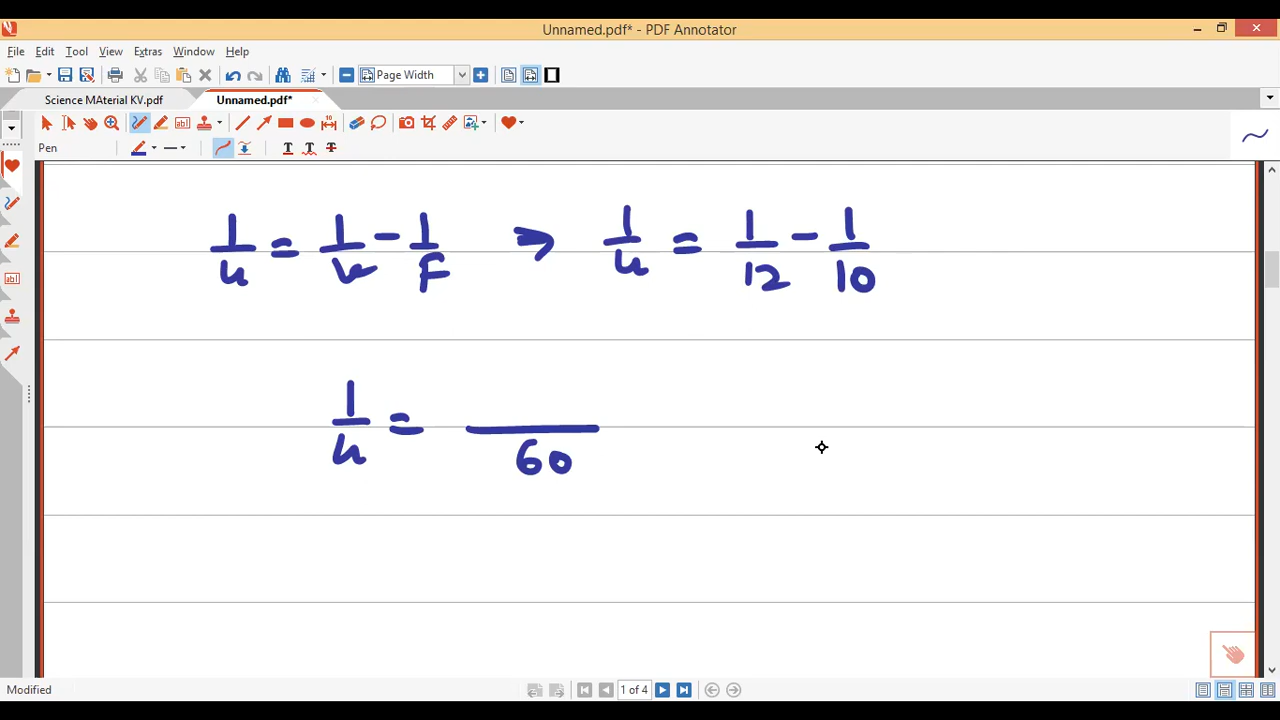 Unnamed.pdf* - PDF Annotator
File Edit Tool View Extras Window Help
Page Width
Science MAterial KV.pdf Unnamed.pdf*
Pen
1/u = 1/v - 1/F ⇒ 1/u = 1/12 - 1/10
1/u = /60
Modified 1 of 4